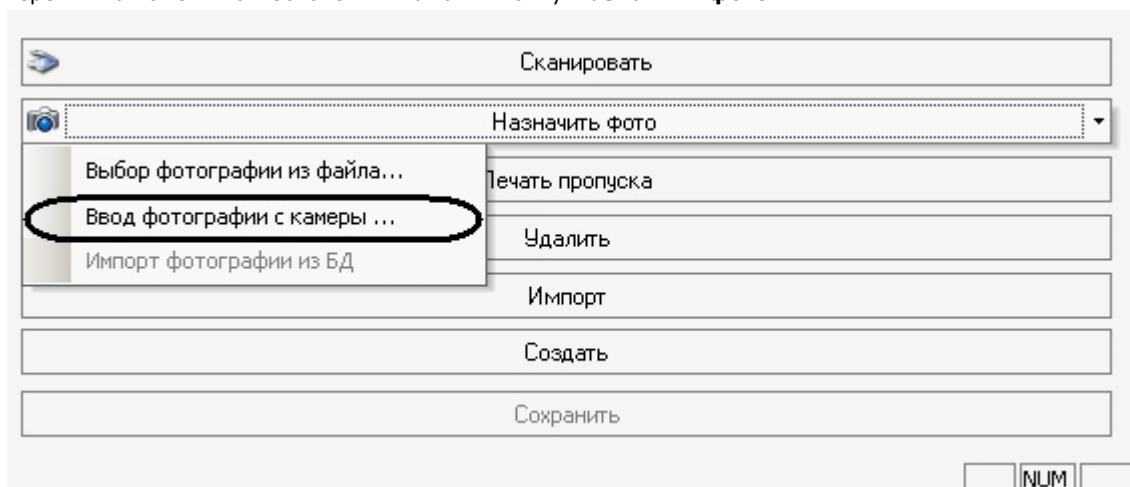 Сканировать
Назначить фото
Выбор фотографии из файла...
Печать пропуска
Ввод фотографии с камеры ...
Удалить
Импорт фотографии из БД
Импорт
Создать
Сохранить
NUM